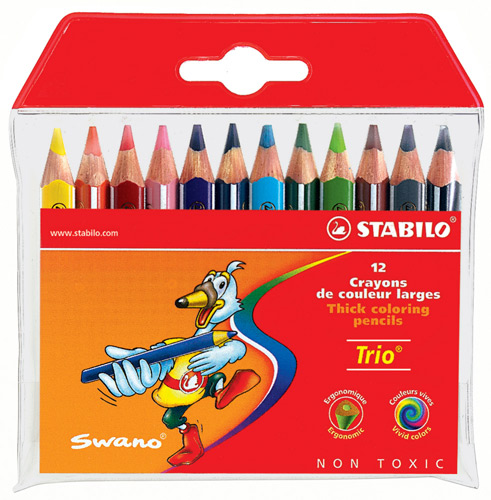 www.stabilo.com
STABILO
12
Crayons
de couleur larges
Thick coloring
pencils
Trio®
Ergonomique
Ergonomic
Couleurs vives
Vivid colors
Swano®
NON TOXIC